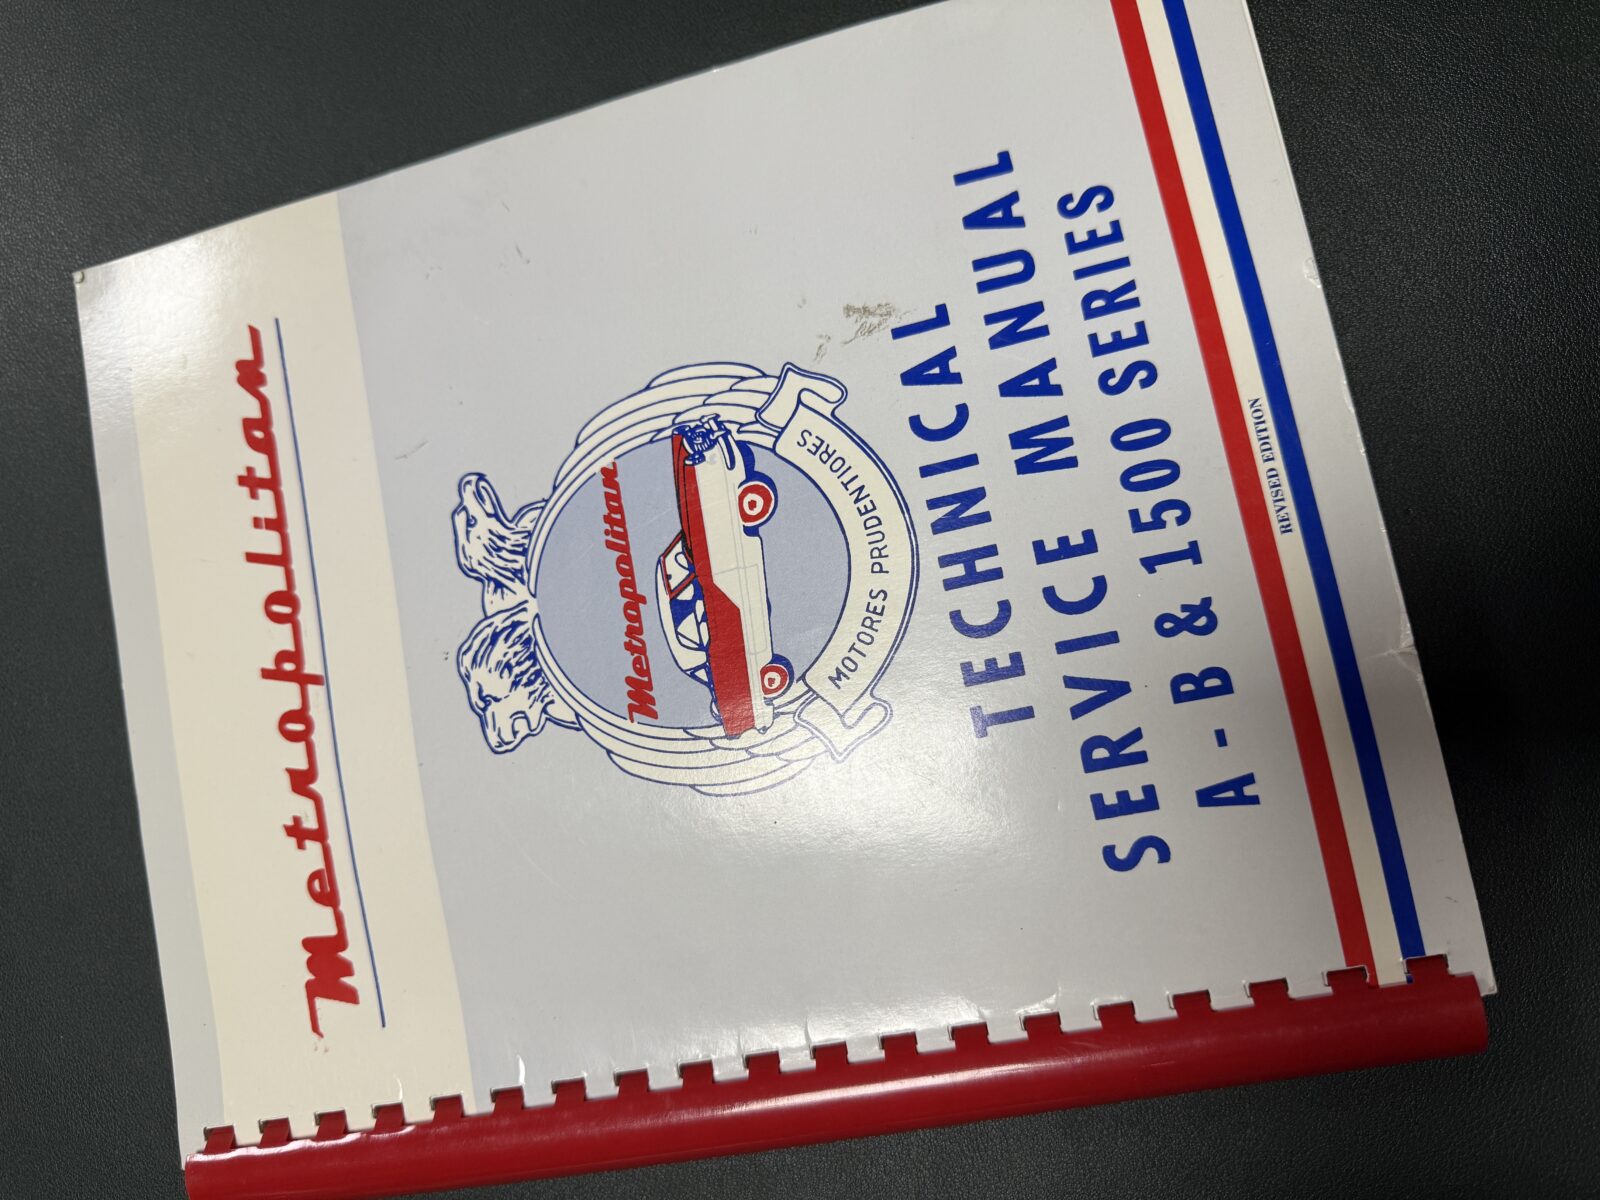 Metropolitan
Metropolitan
MOTORES PRUDENTIORES
TECHNICAL
SERVICE MANUAL
A - B & 1500 SERIES
REVISED EDITION